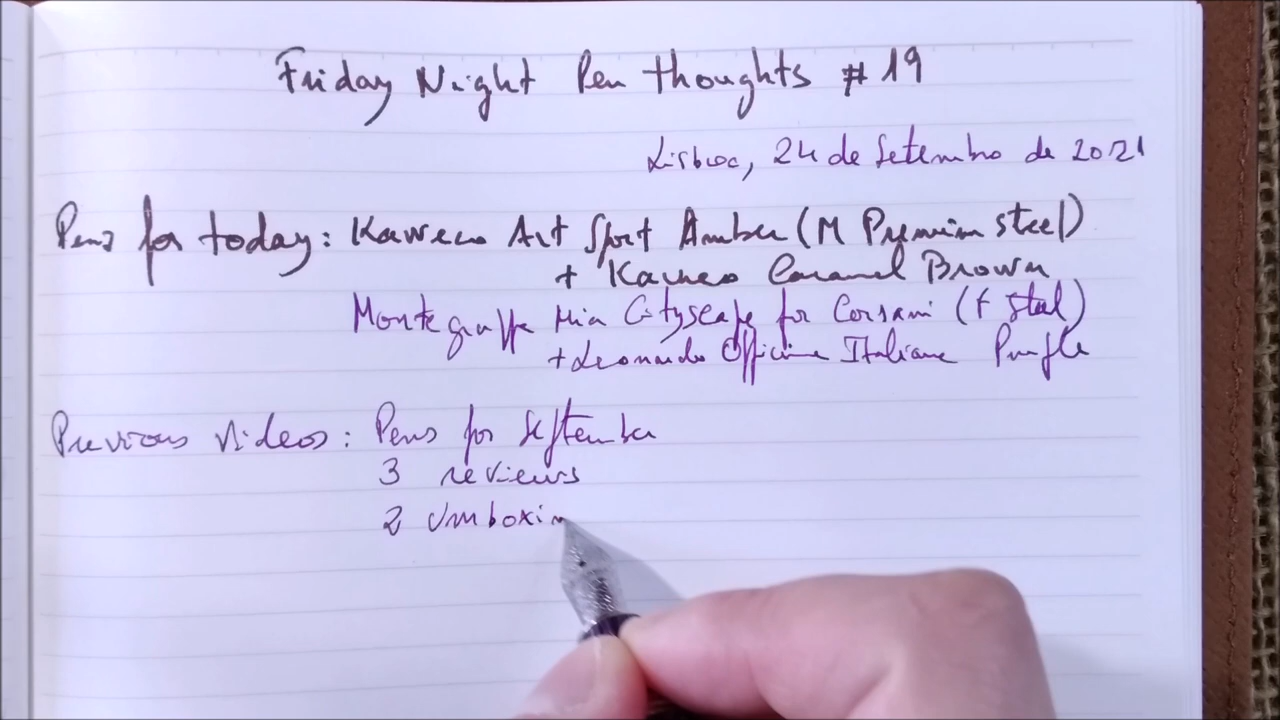 Friday Night Pen Thoughts #19
Lisboa, 24 de Setembro de 2021
Pens for today: Kaweco Art Sport Amber (M Premium steel)
+ Kaweco Caramel Brown
Montegrappa Mia Cityscape for Corsani (F Steel)
+ Leonardo Officina Italiana Purple
Previous Videos: Pens for September
3 reviews
2 Umboxin